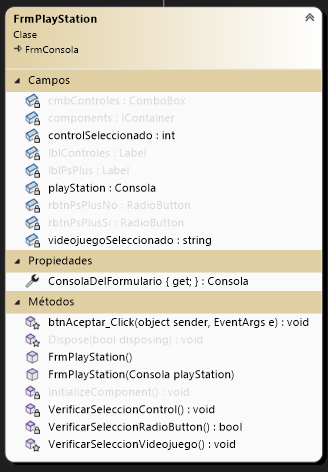 FrmPlayStation
Clase
FrmConsola
Campos
cmbControles : ComboBox
components : IContainer
controlSeleccionado : int
lblControles : Label
lblPsPlus : Label
playStation : Consola
rbtnPsPlusNo : RadioButton
rbtnPsPlusSi : RadioButton
videojuegoSeleccionado : string
Propiedades
ConsolaDelFormulario { get; } : Consola
Métodos
btnAceptar_Click(object sender, EventArgs e) : void
Dispose(bool disposing) : void
FrmPlayStation()
FrmPlayStation(Consola playStation)
InitializeComponent() : void
VerificarSeleccionControl() : void
VerificarSeleccionRadioButton() : bool
VerificarSeleccionVideojuego() : void